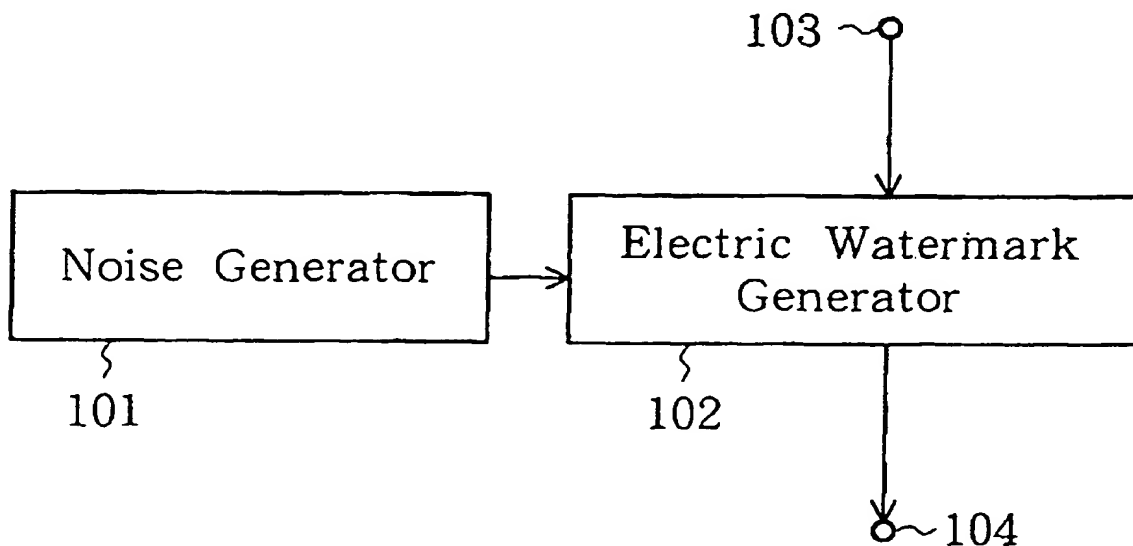 103
Noise Generator
Electric Watermark
Generator
101
102
104